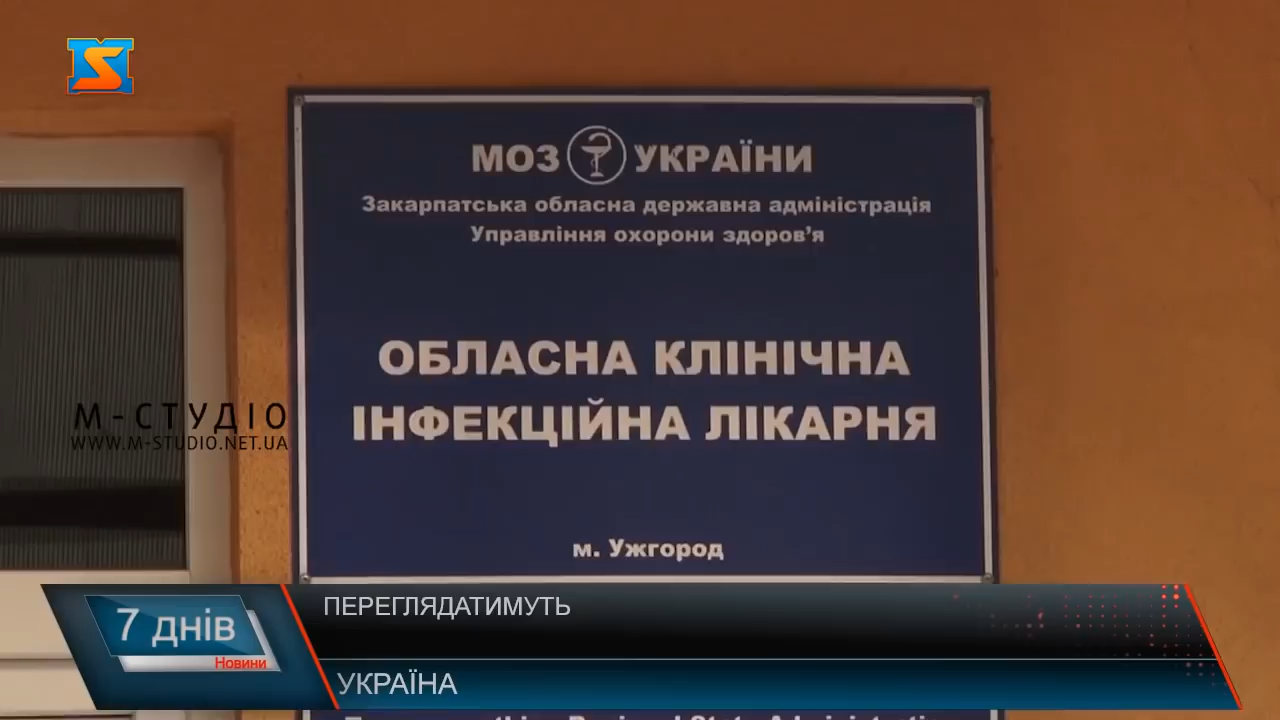 МОЗ УКРАЇНИ
Закарпатська обласна державна адміністрація
Управління охорони здоров'я
ОБЛАСНА КЛІНІЧНА
ІНФЕКЦІЙНА ЛІКАРНЯ
М-СТУДІО
WWW.M-STUDIO.NET.UA
м. Ужгород
7 днів
Новини
ПЕРЕГЛЯДАТИМУТЬ
УКРАЇНА